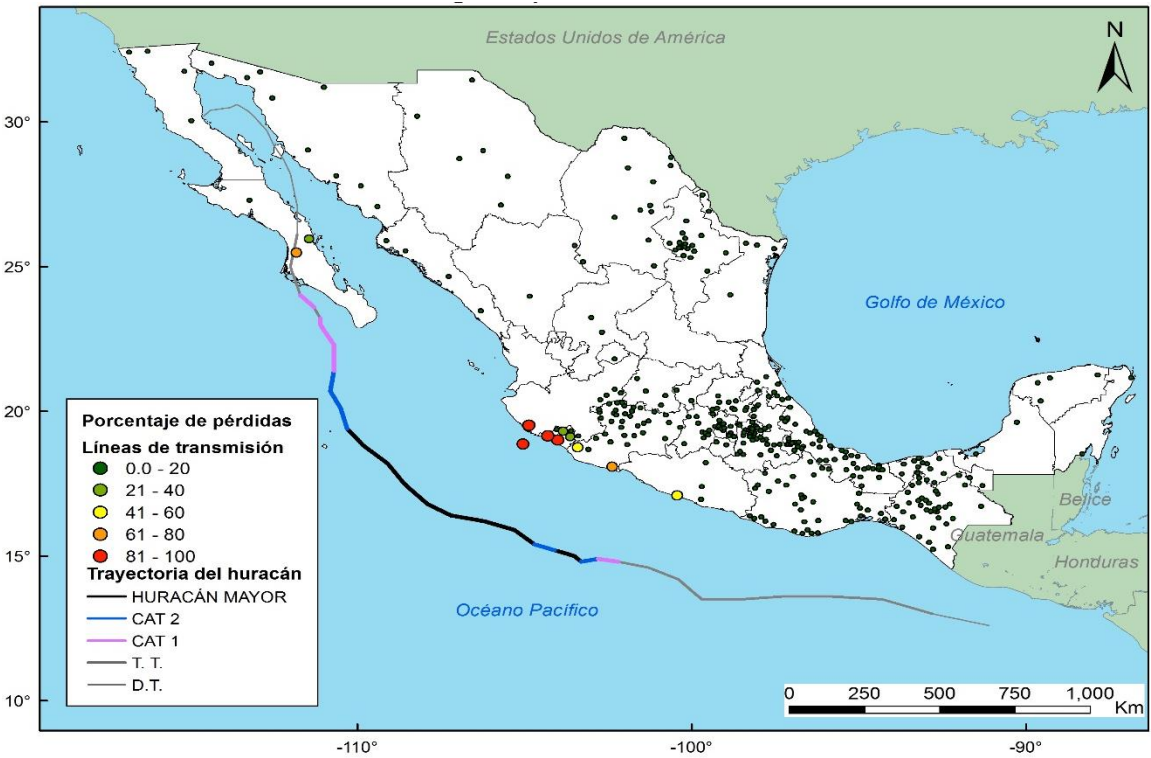 Estados Unidos de América
N
30°
25°
Golfo de México
20°
Porcentaje de pérdidas
Líneas de transmisión
0.0 - 20
21 - 40
41 - 60
61 - 80
81 - 100
Trayectoria del huracán
HURACÁN MAYOR
CAT 2
CAT 1
T. T.
D.T.
Belice
Guatemala
Honduras
15°
Océano Pacífico
10°
0 250 500 750 1,000
Km
-110° -100° -90°